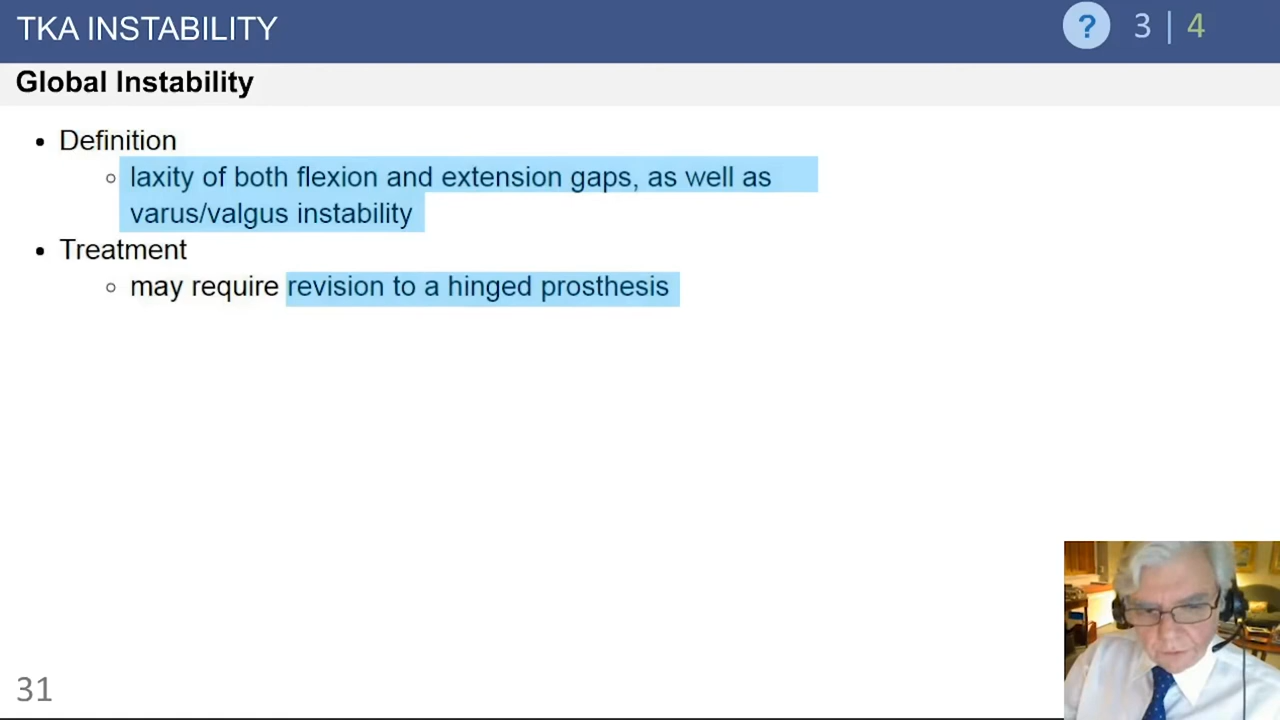 TKA INSTABILITY
? 3 | 4
Global Instability
• Definition
○ laxity of both flexion and extension gaps, as well as
varus/valgus instability
• Treatment
○ may require revision to a hinged prosthesis
31